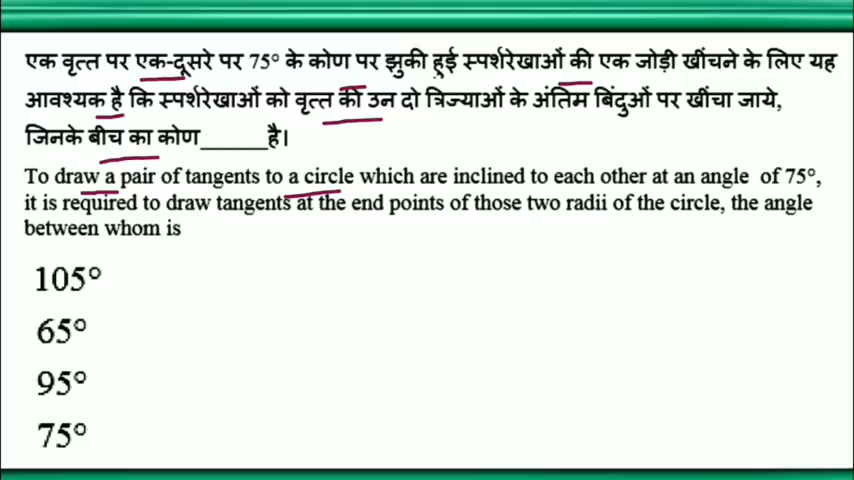 एक वृत्त पर एक-दूसरे पर 75° के कोण पर झुकी हुई स्पर्शरेखाओं की एक जोड़ी खींचने के लिए यह
आवश्यक है कि स्पर्शरेखाओं को वृत्त की उन दो त्रिज्याओं के अंतिम बिंदुओं पर खींचा जाये,
जिनके बीच का कोण______है।
To draw a pair of tangents to a circle which are inclined to each other at an angle of 75°,
it is required to draw tangents at the end points of those two radii of the circle, the angle
between whom is
105°
65°
95°
75°